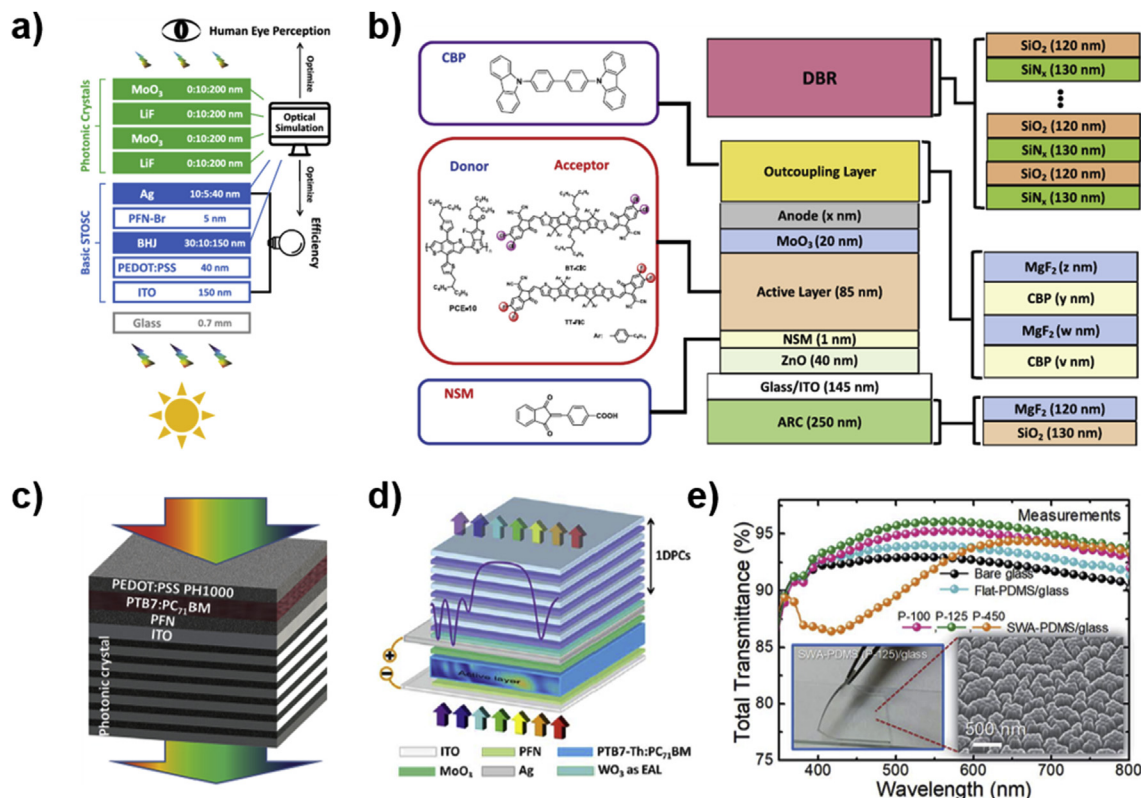 a)
Human Eye Perception
Optimize
Photonic Crystals
MoO₃ 0:10:200 nm
LiF 0:10:200 nm
MoO₃ 0:10:200 nm
LiF 0:10:200 nm
Optical
Simulation
Optimize
Efficiency
Basic STOSC
Ag 10:5:40 nm
PFN-Br 5 nm
BHJ 30:10:150 nm
PEDOT:PSS 40 nm
ITO 150 nm
Glass 0.7 mm
b)
CBP
Donor
Acceptor
PCE-10
Ar:
NSM
COOH
DBR
Outcoupling Layer
Anode (x nm)
MoO₃ (20 nm)
Active Layer (85 nm)
NSM (1 nm)
ZnO (40 nm)
Glass/ITO (145 nm)
ARC (250 nm)
SiO₂ (120 nm)
SiNₓ (130 nm)
SiO₂ (120 nm)
SiNₓ (130 nm)
SiO₂ (120 nm)
SiNₓ (130 nm)
MgF₂ (z nm)
CBP (y nm)
MgF₂ (w nm)
CBP (v nm)
MgF₂ (120 nm)
SiO₂ (130 nm)
c)
PEDOT:PSS PH1000
PTB7:PC₇₁BM
PFN
ITO
Photonic crystal
d)
1DPCs
Active layer
ITO
PFN
PTB7-Th:PC₇₁BM
MoO₃
Ag
WO₃ as EAL
e)
Total Transmittance (%)
95
90
85
80
75
Measurements
Bare glass
Flat-PDMS/glass
P-100 ,P-125, P-450
SWA-PDMS/glass
SWA-PDMS (P-125)/glass
500 nm
400 500 600 700 800
Wavelength (nm)